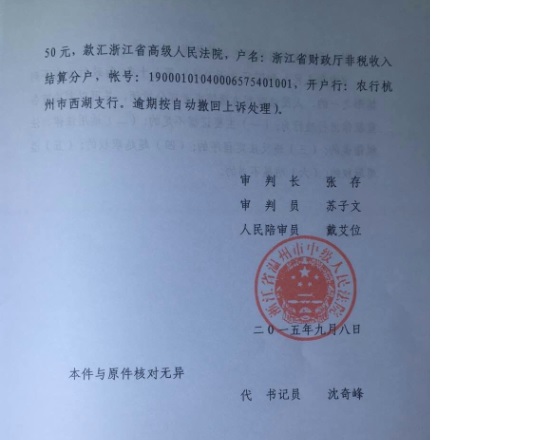 50元，款汇浙江省高级人民法院，户名：浙江省财政厅非税收入
结算分户，帐号：19000101040006575401001，开户行：农行杭
州市西湖支行。逾期按自动撤回上诉处理）。
审 判 长 张 存
审 判 员 苏子文
人民陪审员 戴艾位
浙江省温州市中级人民法院
二〇一五年九月八日
本件与原件核对无异
代 书记员 沈奇峰